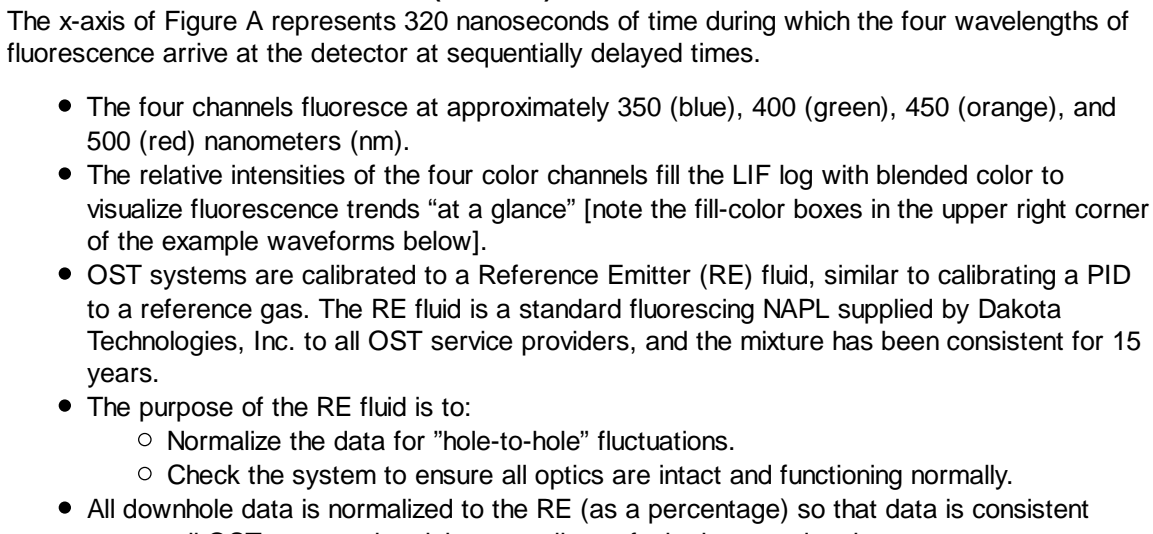 The x-axis of Figure A represents 320 nanoseconds of time during which the four wavelengths of
fluorescence arrive at the detector at sequentially delayed times.
● The four channels fluoresce at approximately 350 (blue), 400 (green), 450 (orange), and
500 (red) nanometers (nm).
● The relative intensities of the four color channels fill the LIF log with blended color to
visualize fluorescence trends “at a glance” [note the fill-color boxes in the upper right corner
of the example waveforms below].
● OST systems are calibrated to a Reference Emitter (RE) fluid, similar to calibrating a PID
to a reference gas. The RE fluid is a standard fluorescing NAPL supplied by Dakota
Technologies, Inc. to all OST service providers, and the mixture has been consistent for 15
years.
● The purpose of the RE fluid is to:
○ Normalize the data for ”hole-to-hole” fluctuations.
○ Check the system to ensure all optics are intact and functioning normally.
● All downhole data is normalized to the RE (as a percentage) so that data is consistent